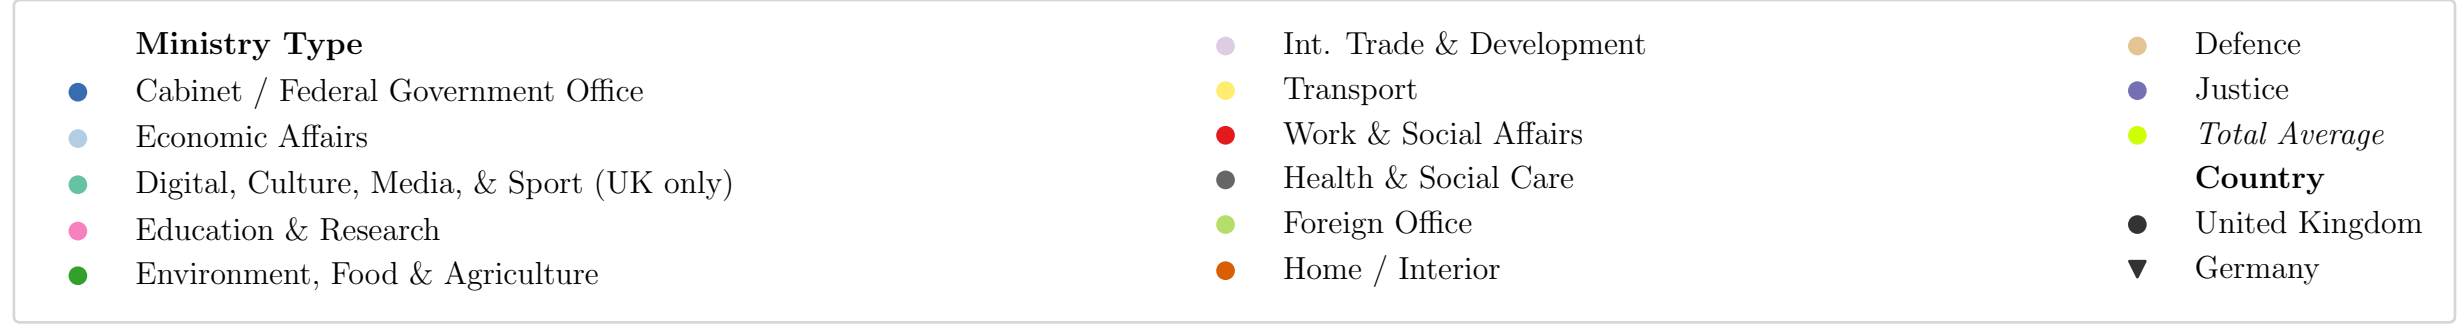 Ministry Type
Cabinet / Federal Government Office
Economic Affairs
Digital, Culture, Media, & Sport (UK only)
Education & Research
Environment, Food & Agriculture
Int. Trade & Development
Transport
Work & Social Affairs
Health & Social Care
Foreign Office
Home / Interior
Defence
Justice
Total Average
Country
United Kingdom
Germany